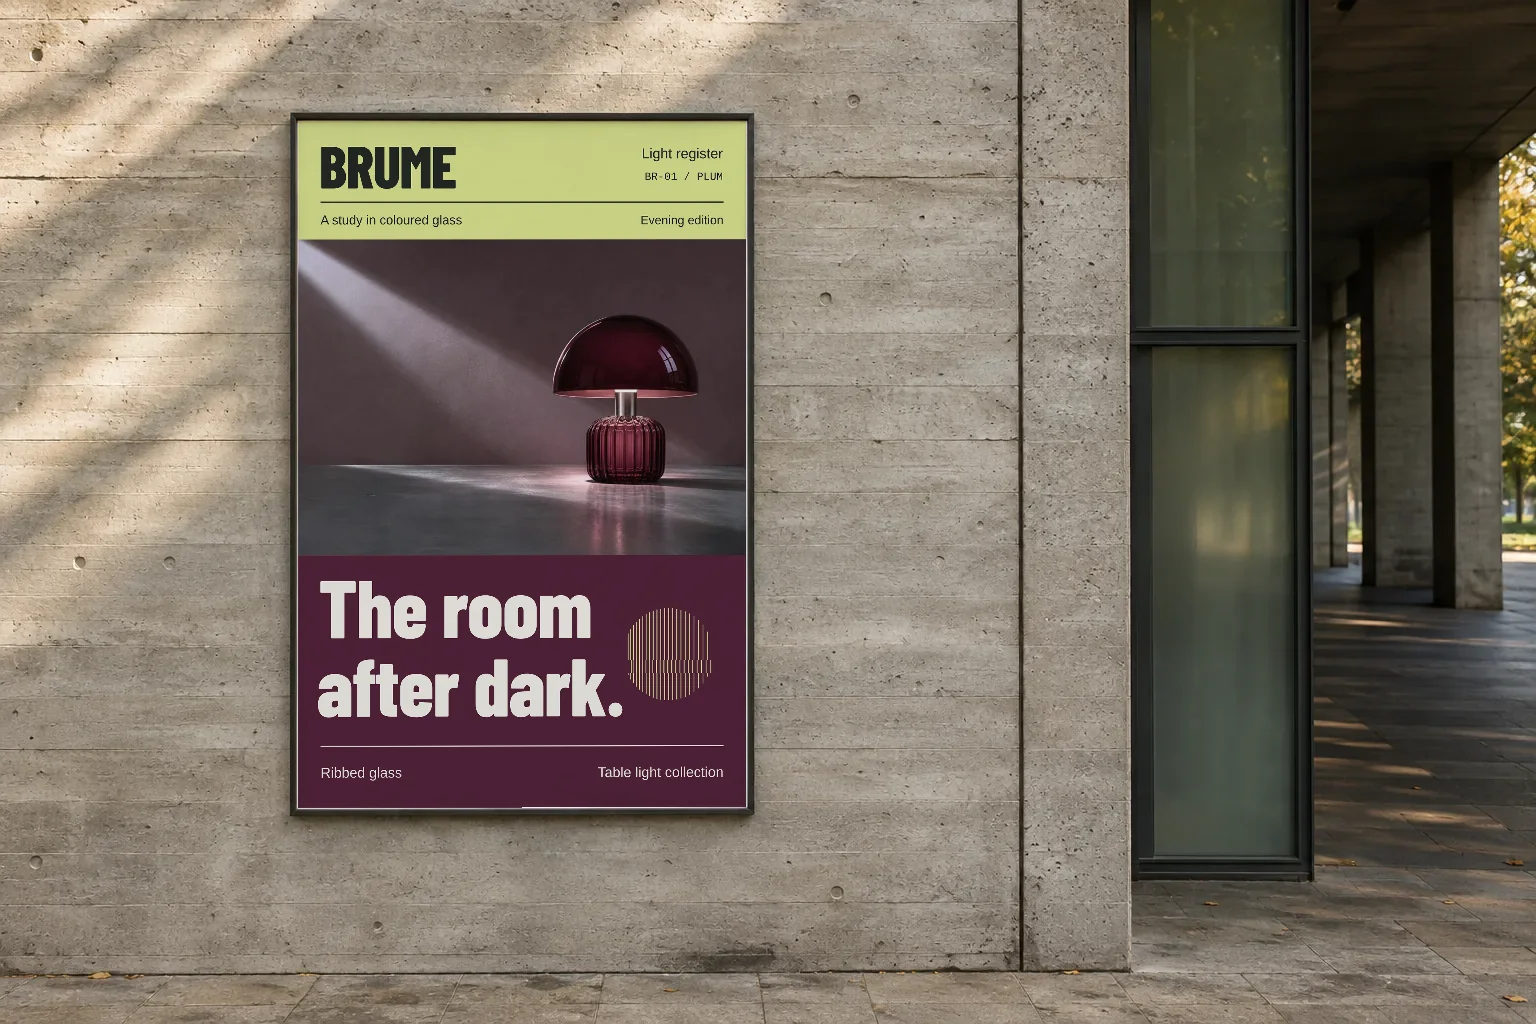 BRUME
Light register
BR-01 / PLUM
A study in coloured glass
Evening edition
The room
after dark.
Ribbed glass
Table light collection